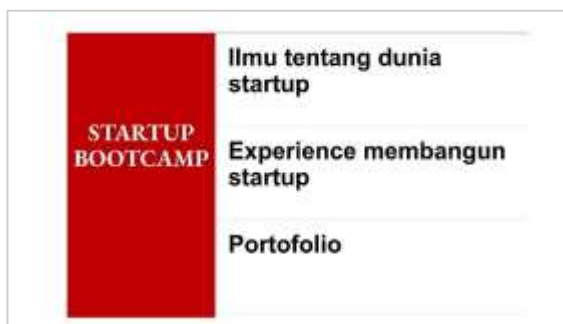 STARTUP
BOOTCAMP
Ilmu tentang dunia
startup
Experience membangun
startup
Portofolio